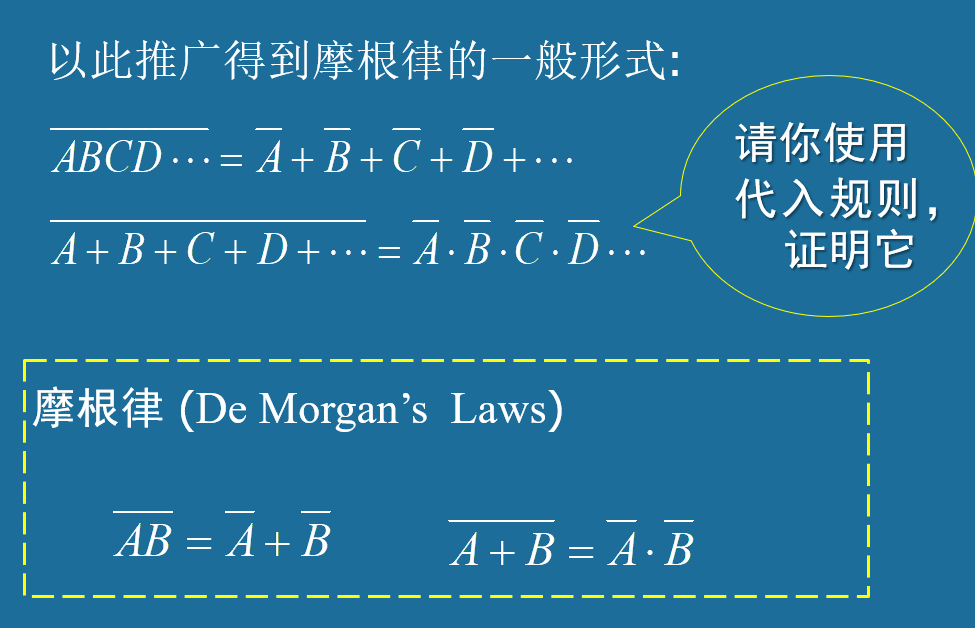 以此推广得到摩根律的一般形式:
$\overline{ABCD\cdots} = \overline{A} + \overline{B} + \overline{C} + \overline{D} + \cdots$
$\overline{A + B + C + D + \cdots} = \overline{A} \cdot \overline{B} \cdot \overline{C} \cdot \overline{D} \cdots$
请你使用
代入规则,
证明它
摩根律 (De Morgan’s Laws)
$\overline{AB} = \overline{A} + \overline{B}$ $\overline{A + B} = \overline{A} \cdot \overline{B}$